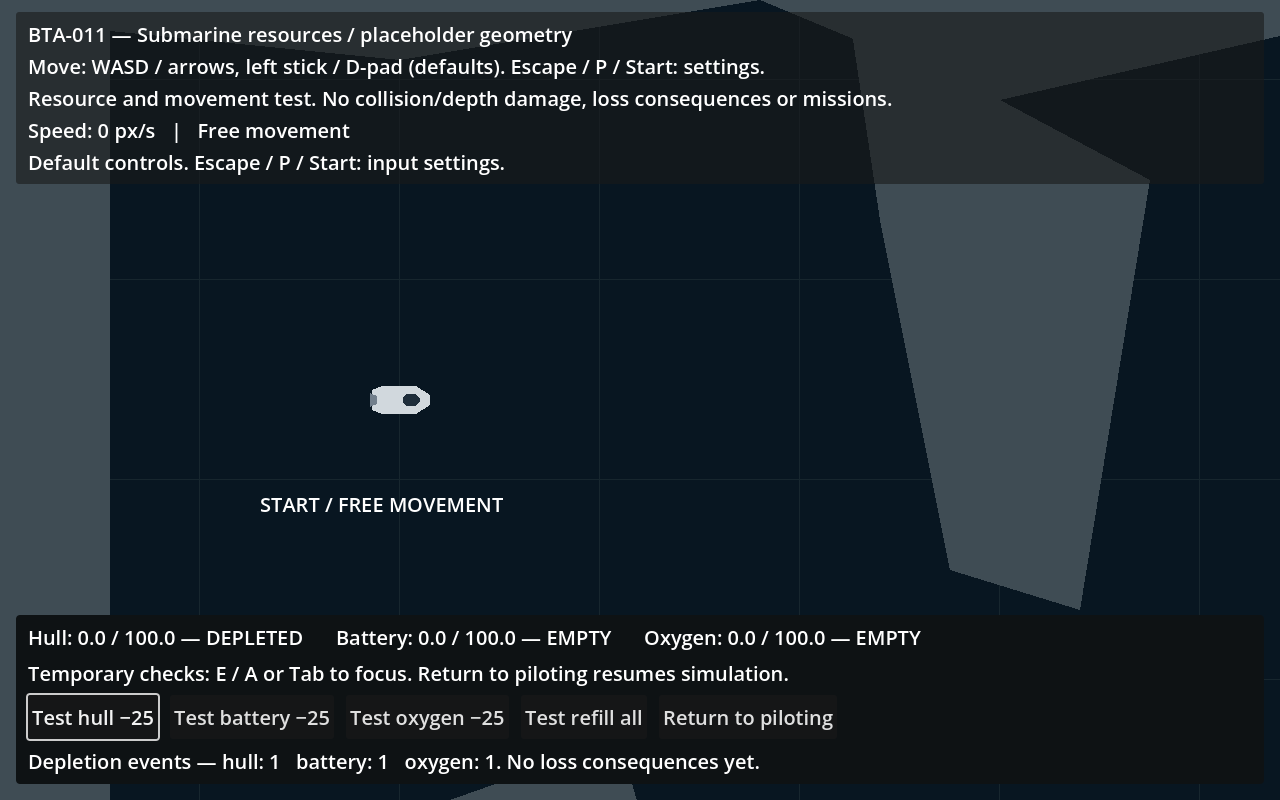 BTA-011 — Submarine resources / placeholder geometry
Move: WASD / arrows, left stick / D-pad (defaults). Escape / P / Start: settings.
Resource and movement test. No collision/depth damage, loss consequences or missions.
Speed: 0 px/s | Free movement
Default controls. Escape / P / Start: input settings.
START / FREE MOVEMENT
Hull: 0.0 / 100.0 — DEPLETED Battery: 0.0 / 100.0 — EMPTY Oxygen: 0.0 / 100.0 — EMPTY
Temporary checks: E / A or Tab to focus. Return to piloting resumes simulation.
Test hull −25 Test battery −25 Test oxygen −25 Test refill all Return to piloting
Depletion events — hull: 1 battery: 1 oxygen: 1. No loss consequences yet.